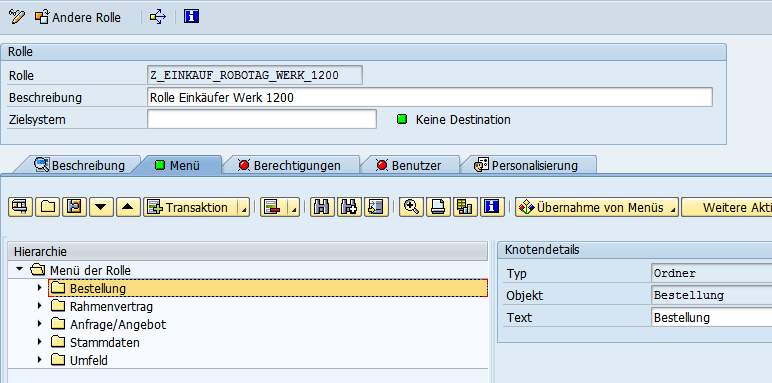 Andere Rolle
Rolle
Rolle Z_EINKAUF_ROBOTAG_WERK_1200
Beschreibung Rolle Einkäufer Werk 1200
Zielsystem Keine Destination
Beschreibung Menü Berechtigungen Benutzer Personalisierung
Transaktion Übernahme von Menüs Weitere Akti
Hierarchie
Menü der Rolle
Bestellung
Rahmenvertrag
Anfrage/Angebot
Stammdaten
Umfeld
Knotendetails
Typ Ordner
Objekt Bestellung
Text Bestellung